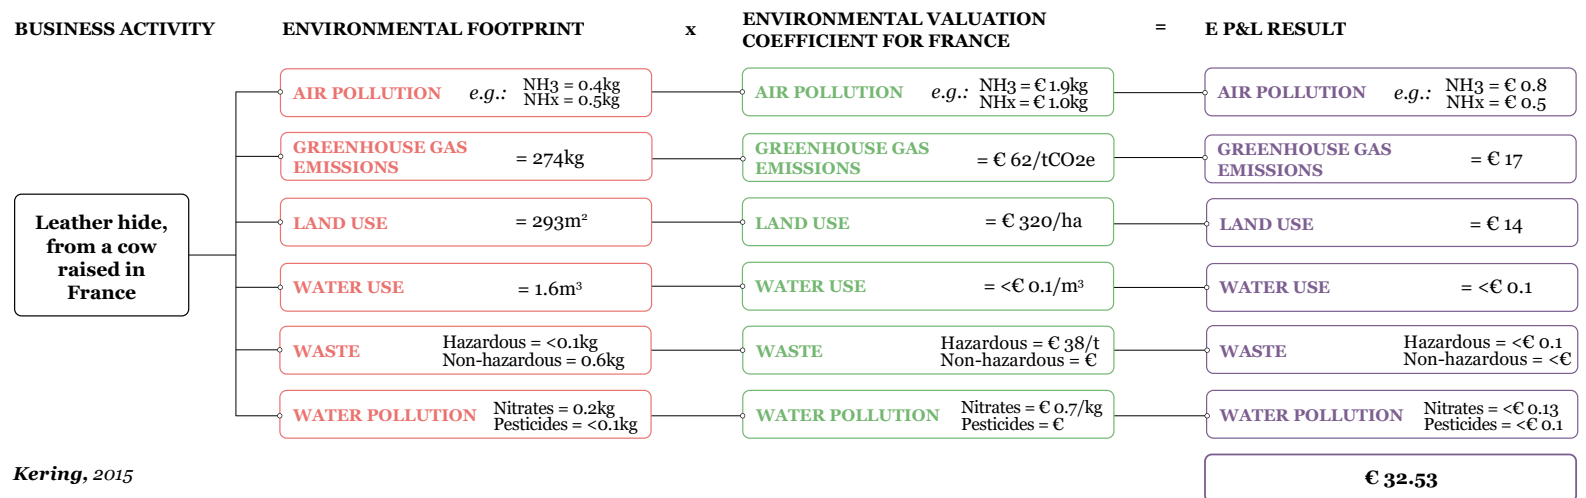 BUSINESS ACTIVITY
ENVIRONMENTAL FOOTPRINT
x
ENVIRONMENTAL VALUATION
COEFFICIENT FOR FRANCE
=
E P&L RESULT
Leather hide,
from a cow
raised in
France
AIR POLLUTION e.g.: NH3 = 0.4kg
NHx = 0.5kg
AIR POLLUTION e.g.: NH3 = € 1.9kg
NHx = € 1.0kg
AIR POLLUTION e.g.: NH3 = € 0.8
NHx = € 0.5
GREENHOUSE GAS
EMISSIONS
= 274kg
GREENHOUSE GAS
EMISSIONS
= € 62/tCO2e
GREENHOUSE GAS
EMISSIONS
= € 17
LAND USE = 293m²
LAND USE = € 320/ha
LAND USE = € 14
WATER USE = 1.6m³
WATER USE = <€ 0.1/m³
WATER USE = <€ 0.1
WASTE Hazardous = <0.1kg
Non-hazardous = 0.6kg
WASTE Hazardous = € 38/t
Non-hazardous = €
WASTE Hazardous = <€ 0.1
Non-hazardous = <€
WATER POLLUTION Nitrates = 0.2kg
Pesticides = <0.1kg
WATER POLLUTION Nitrates = € 0.7/kg
Pesticides = €
WATER POLLUTION Nitrates = <€ 0.13
Pesticides = <€ 0.1
€ 32.53
Kering, 2015